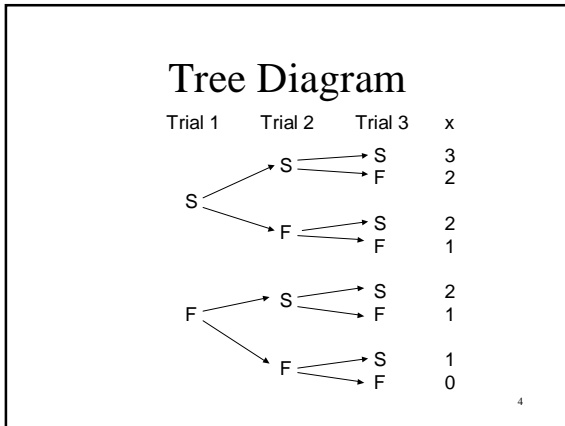 Tree Diagram
Trial 1 Trial 2 Trial 3 x
S 3
S
F 2
S
S 2
F
F 1
S 2
S
F F 1
S 1
F
F 0
4